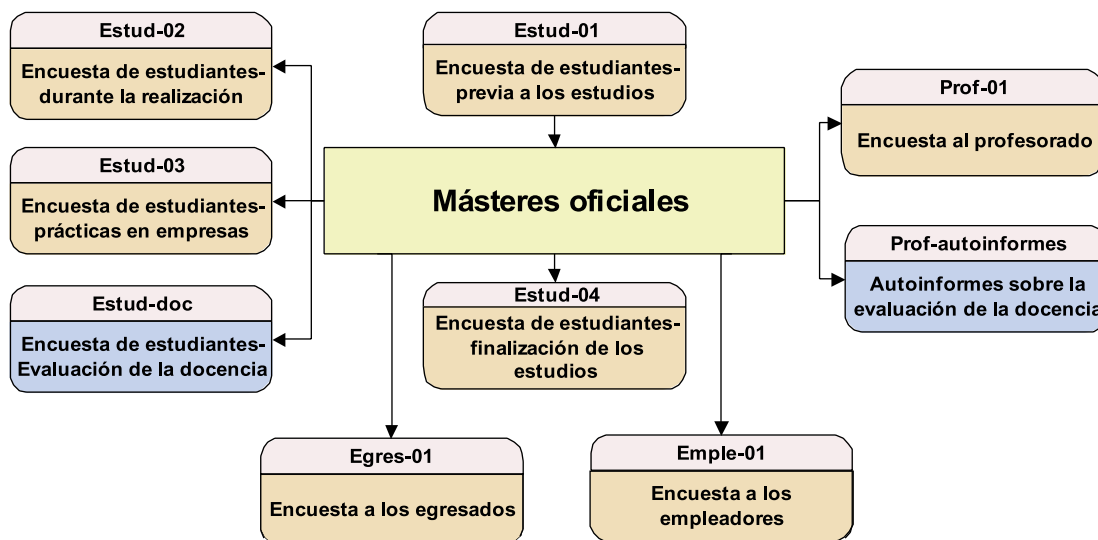 Estud-02
Encuesta de estudiantes-
durante la realización
Estud-01
Encuesta de estudiantes-
previa a los estudios
Prof-01
Encuesta al profesorado
Estud-03
Encuesta de estudiantes-
prácticas en empresas
Másteres oficiales
Prof-autoinformes
Autoinformes sobre la
evaluación de la docencia
Estud-doc
Encuesta de estudiantes-
Evaluación de la docencia
Estud-04
Encuesta de estudiantes-
finalización de los
estudios
Egres-01
Encuesta a los egresados
Emple-01
Encuesta a los
empleadores